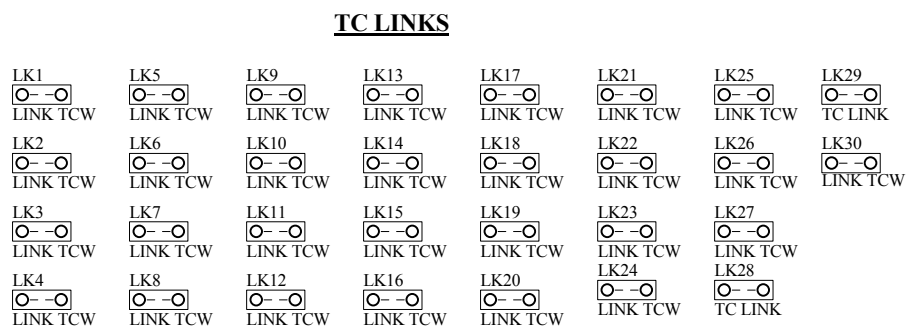 TC LINKS
LK1 LK5 LK9 LK13 LK17 LK21 LK25 LK29
LINK TCW LINK TCW LINK TCW LINK TCW LINK TCW LINK TCW LINK TCW TC LINK
LK2 LK6 LK10 LK14 LK18 LK22 LK26 LK30
LINK TCW LINK TCW LINK TCW LINK TCW LINK TCW LINK TCW LINK TCW LINK TCW
LK3 LK7 LK11 LK15 LK19 LK23 LK27
LINK TCW LINK TCW LINK TCW LINK TCW LINK TCW LINK TCW LINK TCW
LK4 LK8 LK12 LK16 LK20 LK24 LK28
LINK TCW LINK TCW LINK TCW LINK TCW LINK TCW LINK TCW TC LINK